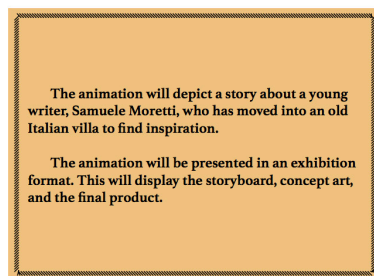 The animation will depict a story about a young
writer, Samuele Moretti, who has moved into an old
Italian villa to find inspiration.
The animation will be presented in an exhibition
format. This will display the storyboard, concept art,
and the final product.